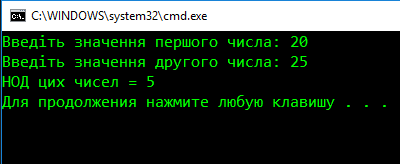 C:\WINDOWS\system32\cmd.exe
Введіть значення першого числа: 20
Введіть значення другого числа: 25
НОД цих чисел = 5
Для продолжения нажмите любую клавишу . . .